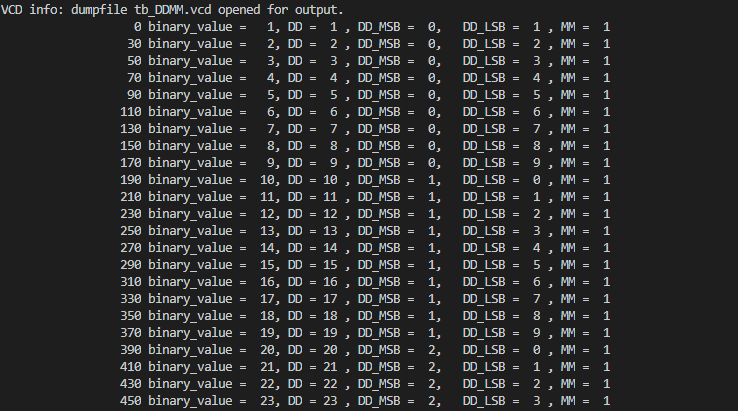 VCD info: dumpfile tb_DDMM.vcd opened for output.
                   0 binary_value =   1, DD =  1 , DD_MSB =  0,   DD_LSB =  1 , MM =  1
                  30 binary_value =   2, DD =  2 , DD_MSB =  0,   DD_LSB =  2 , MM =  1
                  50 binary_value =   3, DD =  3 , DD_MSB =  0,   DD_LSB =  3 , MM =  1
                  70 binary_value =   4, DD =  4 , DD_MSB =  0,   DD_LSB =  4 , MM =  1
                  90 binary_value =   5, DD =  5 , DD_MSB =  0,   DD_LSB =  5 , MM =  1
                 110 binary_value =   6, DD =  6 , DD_MSB =  0,   DD_LSB =  6 , MM =  1
                 130 binary_value =   7, DD =  7 , DD_MSB =  0,   DD_LSB =  7 , MM =  1
                 150 binary_value =   8, DD =  8 , DD_MSB =  0,   DD_LSB =  8 , MM =  1
                 170 binary_value =   9, DD =  9 , DD_MSB =  0,   DD_LSB =  9 , MM =  1
                 190 binary_value =  10, DD = 10 , DD_MSB =  1,   DD_LSB =  0 , MM =  1
                 210 binary_value =  11, DD = 11 , DD_MSB =  1,   DD_LSB =  1 , MM =  1
                 230 binary_value =  12, DD = 12 , DD_MSB =  1,   DD_LSB =  2 , MM =  1
                 250 binary_value =  13, DD = 13 , DD_MSB =  1,   DD_LSB =  3 , MM =  1
                 270 binary_value =  14, DD = 14 , DD_MSB =  1,   DD_LSB =  4 , MM =  1
                 290 binary_value =  15, DD = 15 , DD_MSB =  1,   DD_LSB =  5 , MM =  1
                 310 binary_value =  16, DD = 16 , DD_MSB =  1,   DD_LSB =  6 , MM =  1
                 330 binary_value =  17, DD = 17 , DD_MSB =  1,   DD_LSB =  7 , MM =  1
                 350 binary_value =  18, DD = 18 , DD_MSB =  1,   DD_LSB =  8 , MM =  1
                 370 binary_value =  19, DD = 19 , DD_MSB =  1,   DD_LSB =  9 , MM =  1
                 390 binary_value =  20, DD = 20 , DD_MSB =  2,   DD_LSB =  0 , MM =  1
                 410 binary_value =  21, DD = 21 , DD_MSB =  2,   DD_LSB =  1 , MM =  1
                 430 binary_value =  22, DD = 22 , DD_MSB =  2,   DD_LSB =  2 , MM =  1
                 450 binary_value =  23, DD = 23 , DD_MSB =  2,   DD_LSB =  3 , MM =  1